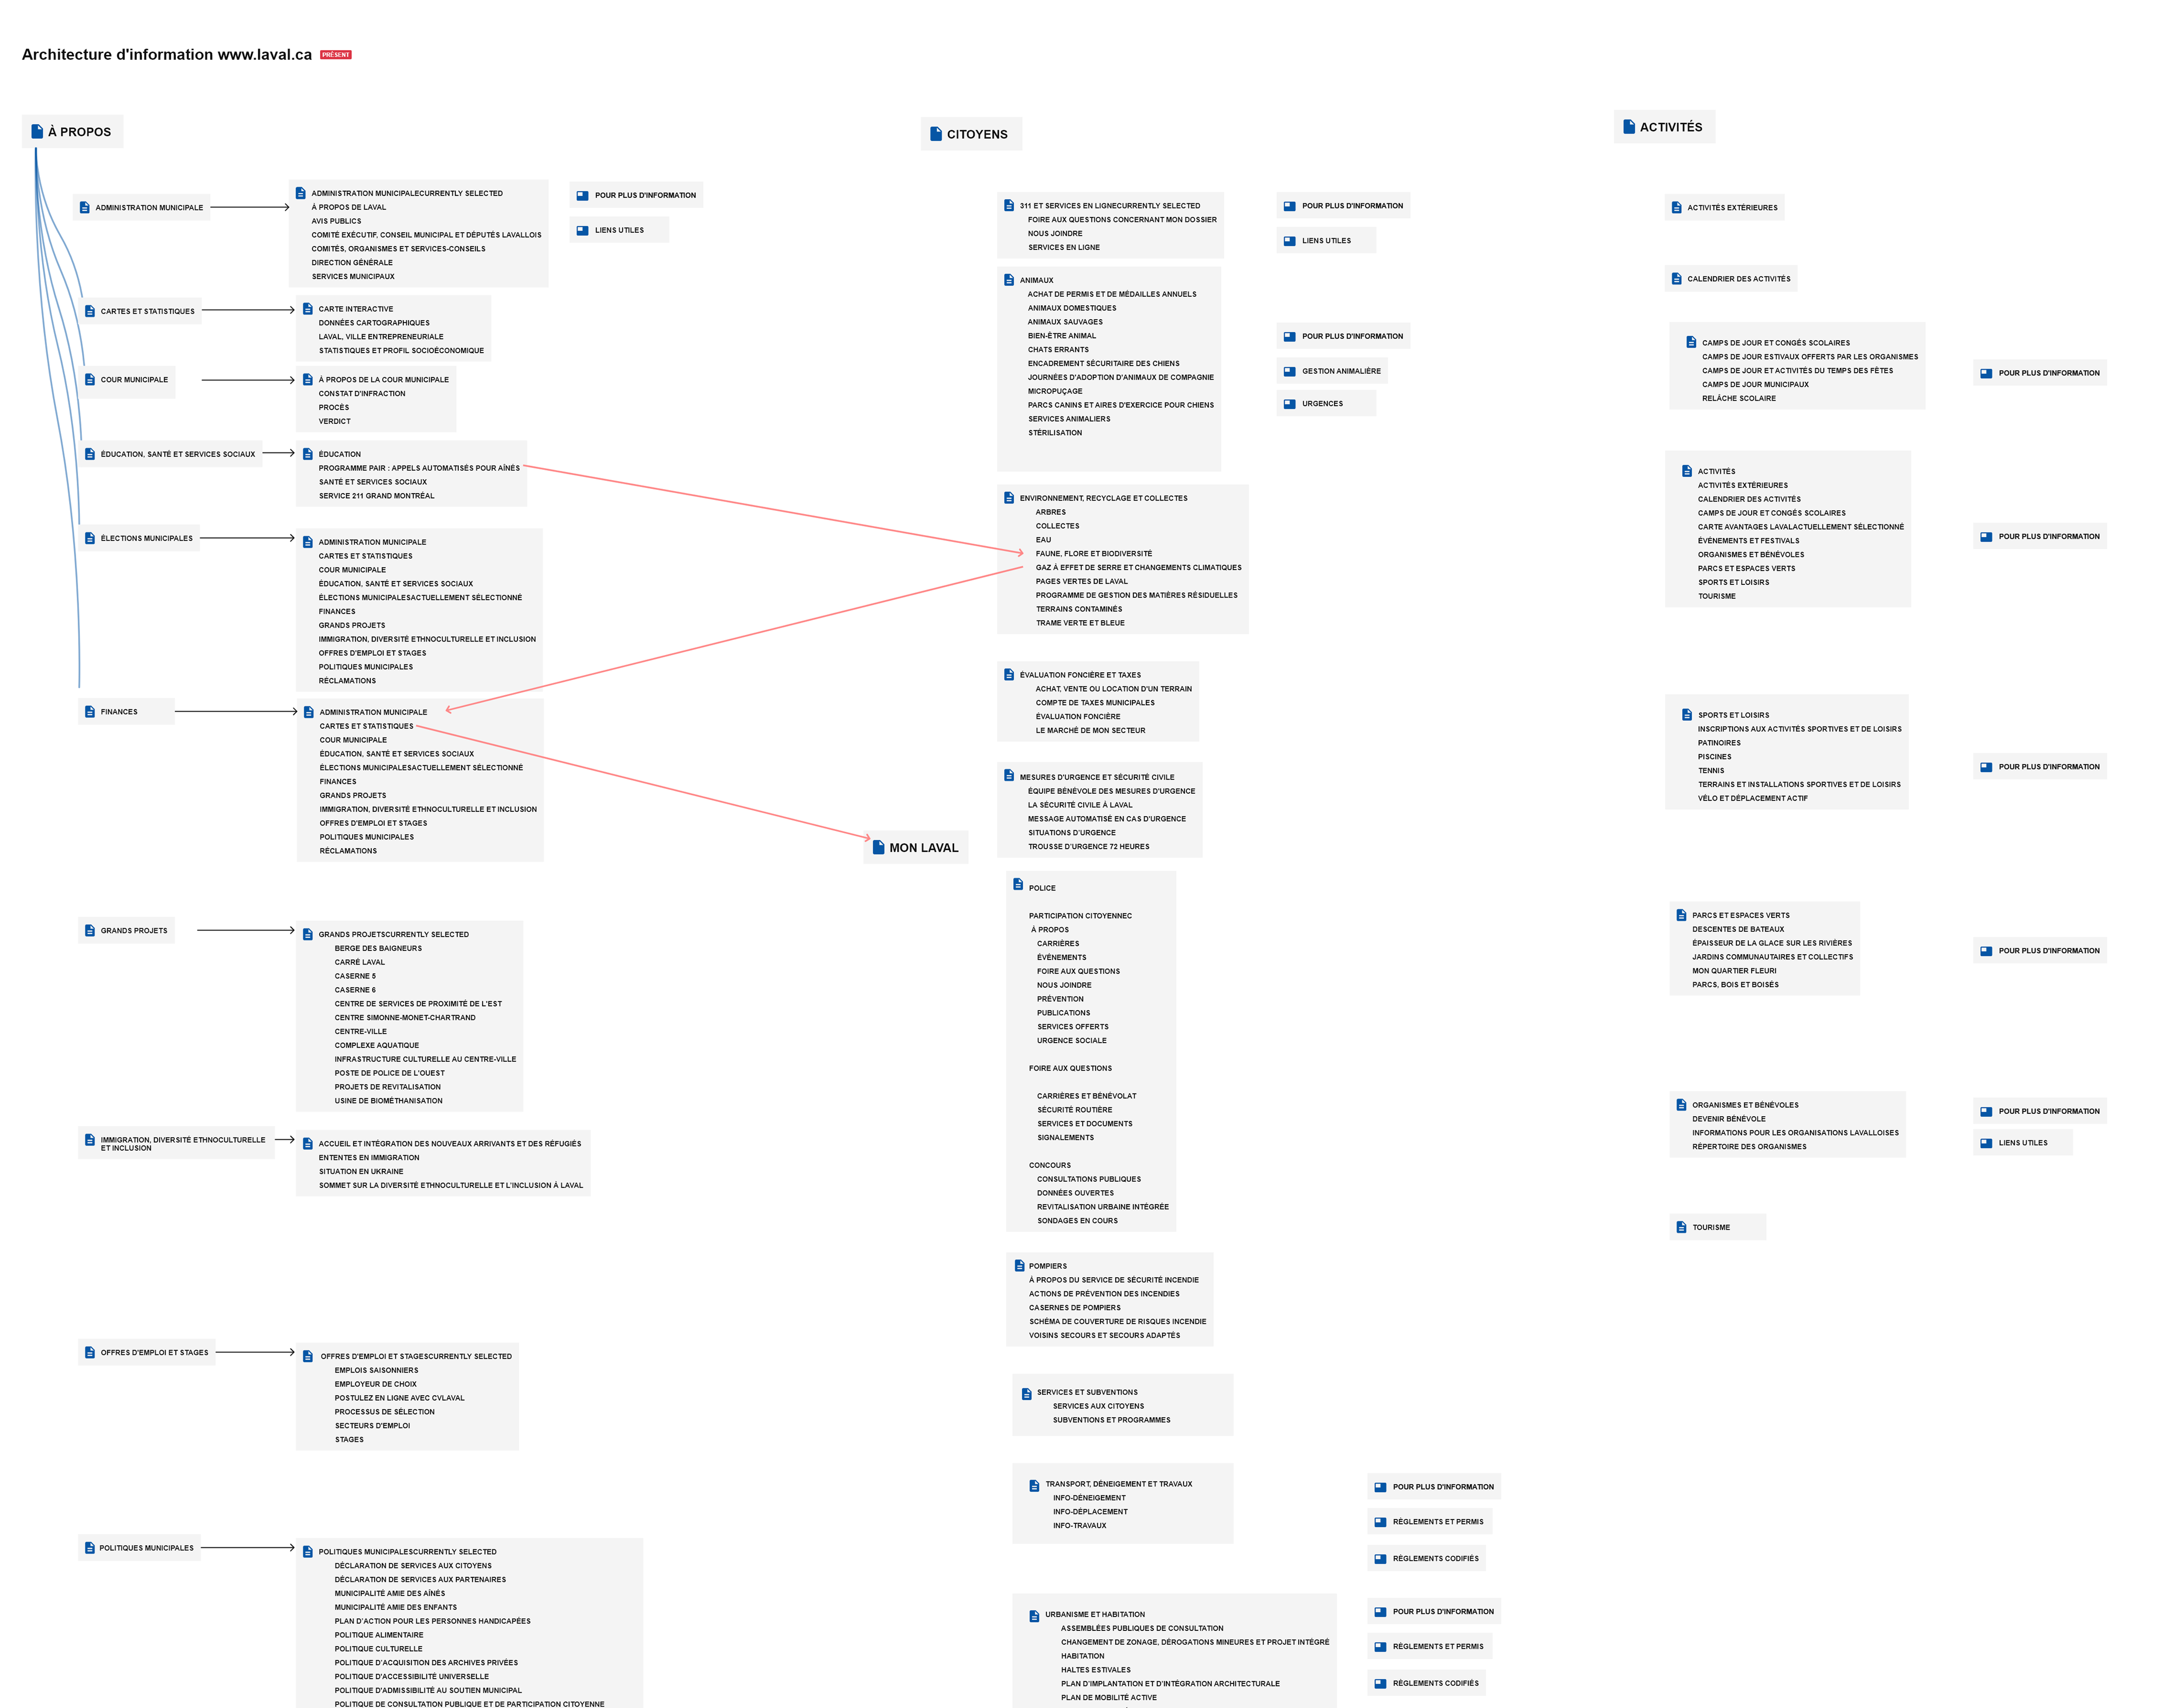 Architecture d'information www.laval.ca PRÉSENT
À PROPOS
ADMINISTRATION MUNICIPALE
ADMINISTRATION MUNICIPALECURRENTLY SELECTED
À PROPOS DE LAVAL
AVIS PUBLICS
COMITÉ EXÉCUTIF, CONSEIL MUNICIPAL ET DÉPUTÉS LAVALLOIS
COMITÉS, ORGANISMES ET SERVICES-CONSEILS
DIRECTION GÉNÉRALE
SERVICES MUNICIPAUX
POUR PLUS D'INFORMATION
LIENS UTILES
CARTES ET STATISTIQUES
CARTE INTERACTIVE
DONNÉES CARTOGRAPHIQUES
LAVAL, VILLE ENTREPRENEURIALE
STATISTIQUES ET PROFIL SOCIOÉCONOMIQUE
COUR MUNICIPALE
À PROPOS DE LA COUR MUNICIPALE
CONSTAT D'INFRACTION
PROCÈS
VERDICT
ÉDUCATION, SANTÉ ET SERVICES SOCIAUX
ÉDUCATION
PROGRAMME PAIR : APPELS AUTOMATISÉS POUR AÎNÉS
SANTÉ ET SERVICES SOCIAUX
SERVICE 211 GRAND MONTRÉAL
ÉLECTIONS MUNICIPALES
ADMINISTRATION MUNICIPALE
CARTES ET STATISTIQUES
COUR MUNICIPALE
ÉDUCATION, SANTÉ ET SERVICES SOCIAUX
ÉLECTIONS MUNICIPALESACTUELLEMENT SÉLECTIONNÉ
FINANCES
GRANDS PROJETS
IMMIGRATION, DIVERSITÉ ETHNOCULTURELLE ET INCLUSION
OFFRES D'EMPLOI ET STAGES
POLITIQUES MUNICIPALES
RÉCLAMATIONS
FINANCES
ADMINISTRATION MUNICIPALE
CARTES ET STATISTIQUES
COUR MUNICIPALE
ÉDUCATION, SANTÉ ET SERVICES SOCIAUX
ÉLECTIONS MUNICIPALESACTUELLEMENT SÉLECTIONNÉ
FINANCES
GRANDS PROJETS
IMMIGRATION, DIVERSITÉ ETHNOCULTURELLE ET INCLUSION
OFFRES D'EMPLOI ET STAGES
POLITIQUES MUNICIPALES
RÉCLAMATIONS
GRANDS PROJETS
GRANDS PROJETSCURRENTLY SELECTED
BERGE DES BAIGNEURS
CARRÉ LAVAL
CASERNE 5
CASERNE 6
CENTRE DE SERVICES DE PROXIMITÉ DE L'EST
CENTRE SIMONNE-MONET-CHARTRAND
CENTRE-VILLE
COMPLEXE AQUATIQUE
INFRASTRUCTURE CULTURELLE AU CENTRE-VILLE
POSTE DE POLICE DE L'OUEST
PROJETS DE REVITALISATION
USINE DE BIOMÉTHANISATION
IMMIGRATION, DIVERSITÉ ETHNOCULTURELLE
ET INCLUSION
ACCUEIL ET INTÉGRATION DES NOUVEAUX ARRIVANTS ET DES RÉFUGIÉS
ENTENTES EN IMMIGRATION
SITUATION EN UKRAINE
SOMMET SUR LA DIVERSITÉ ETHNOCULTURELLE ET L'INCLUSION À LAVAL
OFFRES D'EMPLOI ET STAGES
OFFRES D'EMPLOI ET STAGESCURRENTLY SELECTED
EMPLOIS SAISONNIERS
EMPLOYEUR DE CHOIX
POSTULEZ EN LIGNE AVEC CVLAVAL
PROCESSUS DE SÉLECTION
SECTEURS D'EMPLOI
STAGES
POLITIQUES MUNICIPALES
POLITIQUES MUNICIPALESCURRENTLY SELECTED
DÉCLARATION DE SERVICES AUX CITOYENS
DÉCLARATION DE SERVICES AUX PARTENAIRES
MUNICIPALITÉ AMIE DES AÎNÉS
MUNICIPALITÉ AMIE DES ENFANTS
PLAN D'ACTION POUR LES PERSONNES HANDICAPÉES
POLITIQUE ALIMENTAIRE
POLITIQUE CULTURELLE
POLITIQUE D'ACQUISITION DES ARCHIVES PRIVÉES
POLITIQUE D'ACCESSIBILITÉ UNIVERSELLE
POLITIQUE D'ADMISSIBILITÉ AU SOUTIEN MUNICIPAL
POLITIQUE DE CONSULTATION PUBLIQUE ET DE PARTICIPATION CITOYENNE
MON LAVAL
CITOYENS
311 ET SERVICES EN LIGNECURRENTLY SELECTED
FOIRE AUX QUESTIONS CONCERNANT MON DOSSIER
NOUS JOINDRE
SERVICES EN LIGNE
POUR PLUS D'INFORMATION
LIENS UTILES
ANIMAUX
ACHAT DE PERMIS ET DE MÉDAILLES ANNUELS
ANIMAUX DOMESTIQUES
ANIMAUX SAUVAGES
BIEN-ÊTRE ANIMAL
CHATS ERRANTS
ENCADREMENT SÉCURITAIRE DES CHIENS
JOURNÉES D'ADOPTION D'ANIMAUX DE COMPAGNIE
MICROPUÇAGE
PARCS CANINS ET AIRES D'EXERCICE POUR CHIENS
SERVICES ANIMALIERS
STÉRILISATION
POUR PLUS D'INFORMATION
GESTION ANIMALIÈRE
URGENCES
ENVIRONNEMENT, RECYCLAGE ET COLLECTES
ARBRES
COLLECTES
EAU
FAUNE, FLORE ET BIODIVERSITÉ
GAZ À EFFET DE SERRE ET CHANGEMENTS CLIMATIQUES
PAGES VERTES DE LAVAL
PROGRAMME DE GESTION DES MATIÈRES RÉSIDUELLES
TERRAINS CONTAMINÉS
TRAME VERTE ET BLEUE
ÉVALUATION FONCIÈRE ET TAXES
ACHAT, VENTE OU LOCATION D'UN TERRAIN
COMPTE DE TAXES MUNICIPALES
ÉVALUATION FONCIÈRE
LE MARCHÉ DE MON SECTEUR
MESURES D'URGENCE ET SÉCURITÉ CIVILE
ÉQUIPE BÉNÉVOLE DES MESURES D'URGENCE
LA SÉCURITÉ CIVILE À LAVAL
MESSAGE AUTOMATISÉ EN CAS D'URGENCE
SITUATIONS D'URGENCE
TROUSSE D'URGENCE 72 HEURES
POLICE
PARTICIPATION CITOYENNEC
À PROPOS
CARRIÈRES
ÉVÉNEMENTS
FOIRE AUX QUESTIONS
NOUS JOINDRE
PRÉVENTION
PUBLICATIONS
SERVICES OFFERTS
URGENCE SOCIALE
FOIRE AUX QUESTIONS
CARRIÈRES ET BÉNÉVOLAT
SÉCURITÉ ROUTIÈRE
SERVICES ET DOCUMENTS
SIGNALEMENTS
CONCOURS
CONSULTATIONS PUBLIQUES
DONNÉES OUVERTES
REVITALISATION URBAINE INTÉGRÉE
SONDAGES EN COURS
POMPIERS
À PROPOS DU SERVICE DE SÉCURITÉ INCENDIE
ACTIONS DE PRÉVENTION DES INCENDIES
CASERNES DE POMPIERS
SCHÉMA DE COUVERTURE DE RISQUES INCENDIE
VOISINS SECOURS ET SECOURS ADAPTÉS
SERVICES ET SUBVENTIONS
SERVICES AUX CITOYENS
SUBVENTIONS ET PROGRAMMES
TRANSPORT, DÉNEIGEMENT ET TRAVAUX
INFO-DÉNEIGEMENT
INFO-DÉPLACEMENT
INFO-TRAVAUX
POUR PLUS D'INFORMATION
RÈGLEMENTS ET PERMIS
RÈGLEMENTS CODIFIÉS
URBANISME ET HABITATION
ASSEMBLÉES PUBLIQUES DE CONSULTATION
CHANGEMENT DE ZONAGE, DÉROGATIONS MINEURES ET PROJET INTÉGRÉ
HABITATION
HALTES ESTIVALES
PLAN D'IMPLANTATION ET D'INTÉGRATION ARCHITECTURALE
PLAN DE MOBILITÉ ACTIVE
POUR PLUS D'INFORMATION
RÈGLEMENTS ET PERMIS
RÈGLEMENTS CODIFIÉS
ACTIVITÉS
ACTIVITÉS EXTÉRIEURES
CALENDRIER DES ACTIVITÉS
CAMPS DE JOUR ET CONGÉS SCOLAIRES
CAMPS DE JOUR ESTIVAUX OFFERTS PAR LES ORGANISMES
CAMPS DE JOUR ET ACTIVITÉS DU TEMPS DES FÊTES
CAMPS DE JOUR MUNICIPAUX
RELÂCHE SCOLAIRE
POUR PLUS D'INFORMATION
ACTIVITÉS
ACTIVITÉS EXTÉRIEURES
CALENDRIER DES ACTIVITÉS
CAMPS DE JOUR ET CONGÉS SCOLAIRES
CARTE AVANTAGES LAVALACTUELLEMENT SÉLECTIONNÉ
ÉVÉNEMENTS ET FESTIVALS
ORGANISMES ET BÉNÉVOLES
PARCS ET ESPACES VERTS
SPORTS ET LOISIRS
TOURISME
POUR PLUS D'INFORMATION
SPORTS ET LOISIRS
INSCRIPTIONS AUX ACTIVITÉS SPORTIVES ET DE LOISIRS
PATINOIRES
PISCINES
TENNIS
TERRAINS ET INSTALLATIONS SPORTIVES ET DE LOISIRS
VÉLO ET DÉPLACEMENT ACTIF
POUR PLUS D'INFORMATION
PARCS ET ESPACES VERTS
DESCENTES DE BATEAUX
ÉPAISSEUR DE LA GLACE SUR LES RIVIÈRES
JARDINS COMMUNAUTAIRES ET COLLECTIFS
MON QUARTIER FLEURI
PARCS, BOIS ET BOISÉS
POUR PLUS D'INFORMATION
ORGANISMES ET BÉNÉVOLES
DEVENIR BÉNÉVOLE
INFORMATIONS POUR LES ORGANISATIONS LAVALLOISES
RÉPERTOIRE DES ORGANISMES
POUR PLUS D'INFORMATION
LIENS UTILES
TOURISME